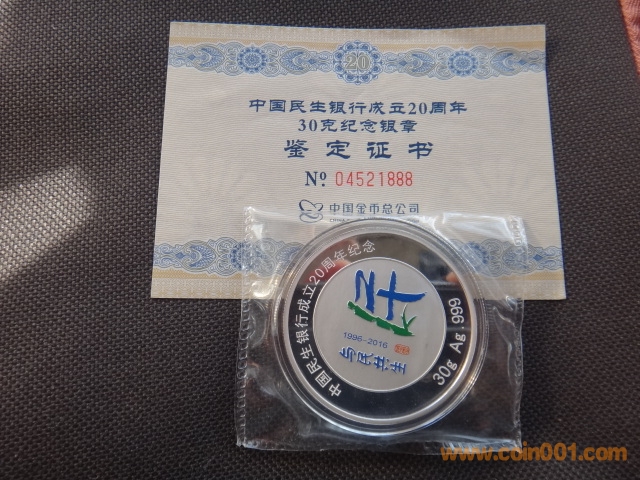 20
中国民生银行成立20周年
30克纪念银章
鉴定证书
Nº 04521888
中国金币总公司
中国民生银行成立20周年纪念
廿
1996-2016
与民共生
30g Ag.999
www.coin001.com